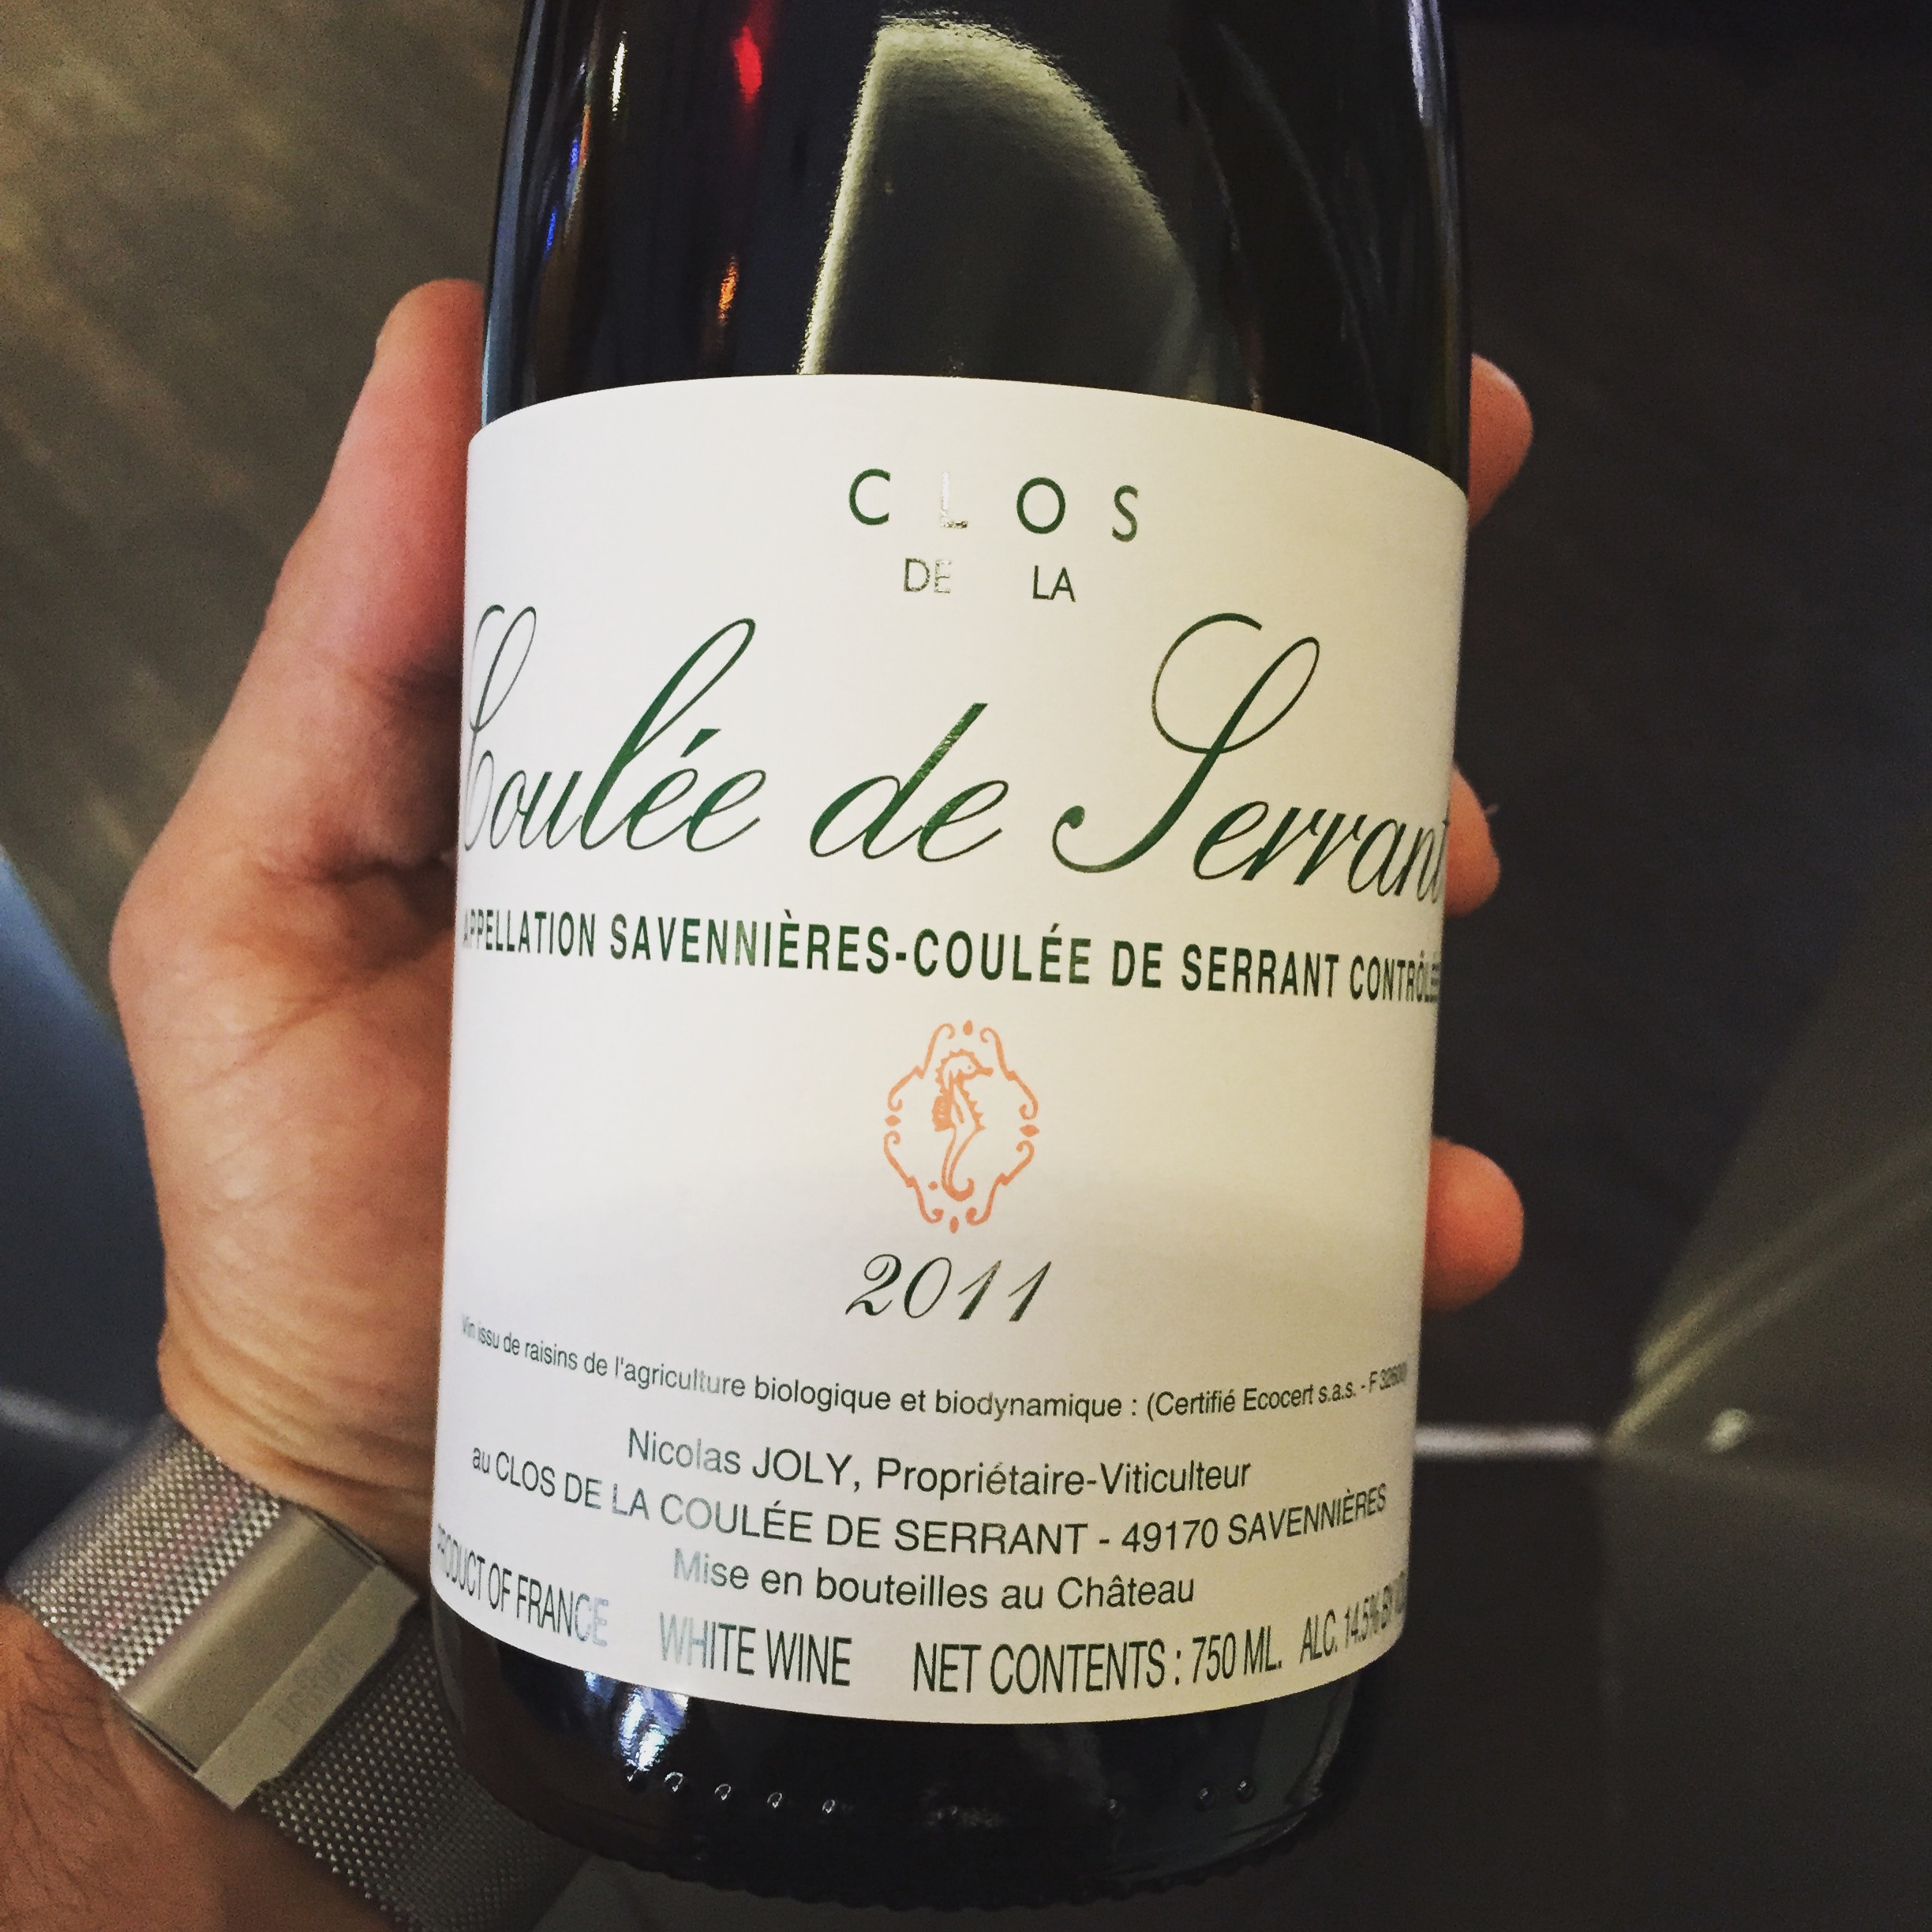 CLOS
DE LA
Coulée de Serrant
APPELLATION SAVENNIÈRES-COULÉE DE SERRANT CONTRÔLÉE
2011
Vin issu de raisins de l'agriculture biologique et biodynamique : (Certifié Ecocert s.a.s. - F 32600)
Nicolas JOLY, Propriétaire-Viticulteur
au CLOS DE LA COULÉE DE SERRANT - 49170 SAVENNIÈRES
Mise en bouteilles au Château
PRODUCT OF FRANCE WHITE WINE NET CONTENTS : 750 ML. ALC. 14.5% BY